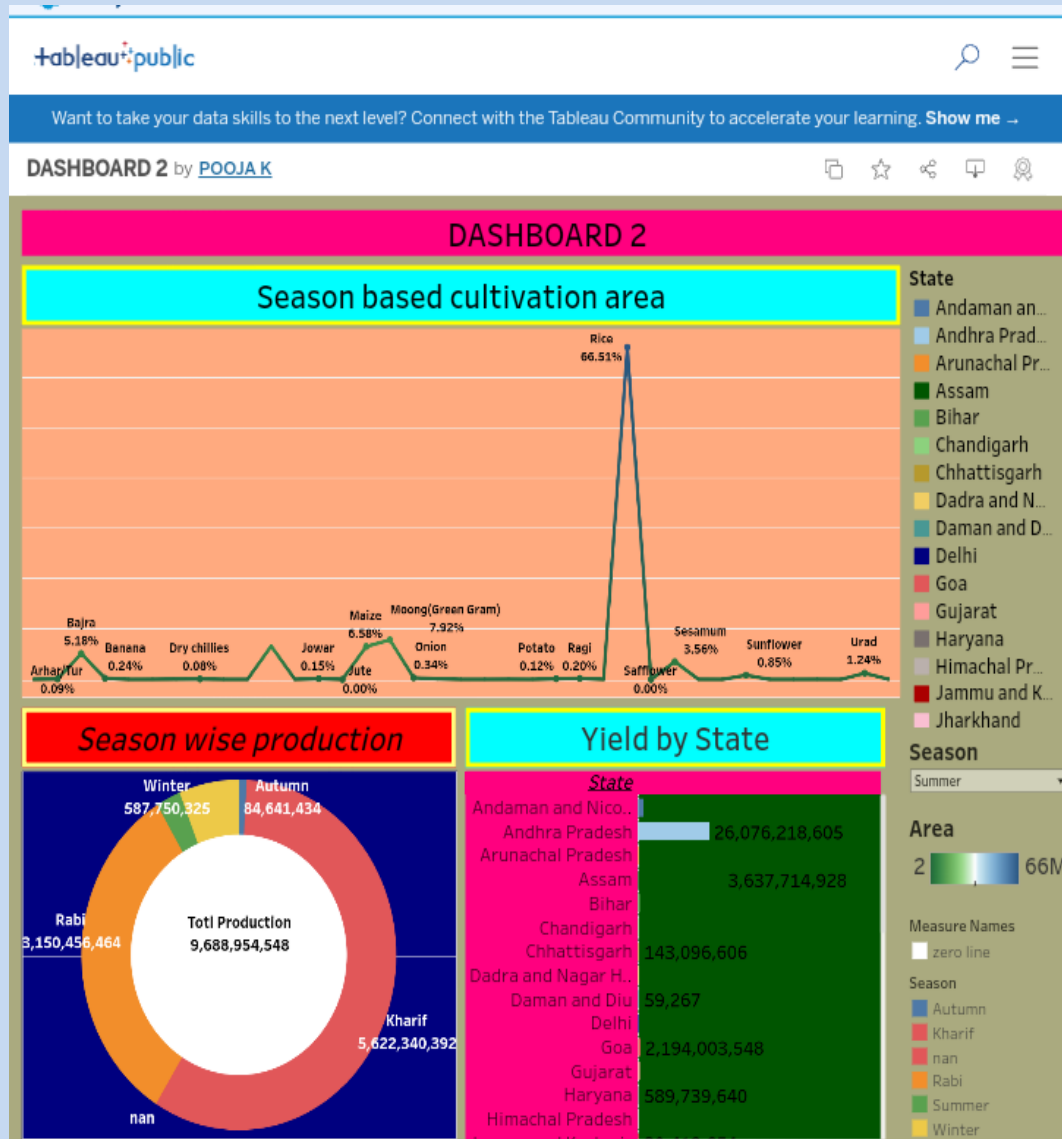 +ableau public
Want to take your data skills to the next level? Connect with the Tableau Community to accelerate your learning. Show me →
DASHBOARD 2 by POOJA K
DASHBOARD 2
Season based cultivation area
Rice
66.51%
Bajra
5.18%
Banana
0.24%
Dry chillies
0.08%
Arhar/Tur
0.09%
Jowar
0.15%
Jute
0.00%
Maize
6.58%
Moong(Green Gram)
7.92%
Onion
0.34%
Potato
0.12%
Ragi
0.20%
Safflower
0.00%
Sesamum
3.56%
Sunflower
0.85%
Urad
1.24%
State
Andaman an...
Andhra Prad...
Arunachal Pr...
Assam
Bihar
Chandigarh
Chhattisgarh
Dadra and N...
Daman and D...
Delhi
Goa
Gujarat
Haryana
Himachal Pr...
Jammu and K...
Jharkhand
Season
Summer
Area
2 66M
Measure Names
zero line
Season
Autumn
Kharif
nan
Rabi
Summer
Winter
Season wise production
Winter
587,750,325
Autumn
84,641,434
Rabi
3,150,456,464
Totl Production
9,688,954,548
Kharif
5,622,340,392
nan
Yield by State
State
Andaman and Nico..
Andhra Pradesh 26,076,218,605
Arunachal Pradesh
Assam 3,637,714,928
Bihar
Chandigarh
Chhattisgarh 143,096,606
Dadra and Nagar H..
Daman and Diu 59,267
Delhi
Goa 2,194,003,548
Gujarat
Haryana 589,739,640
Himachal Pradesh